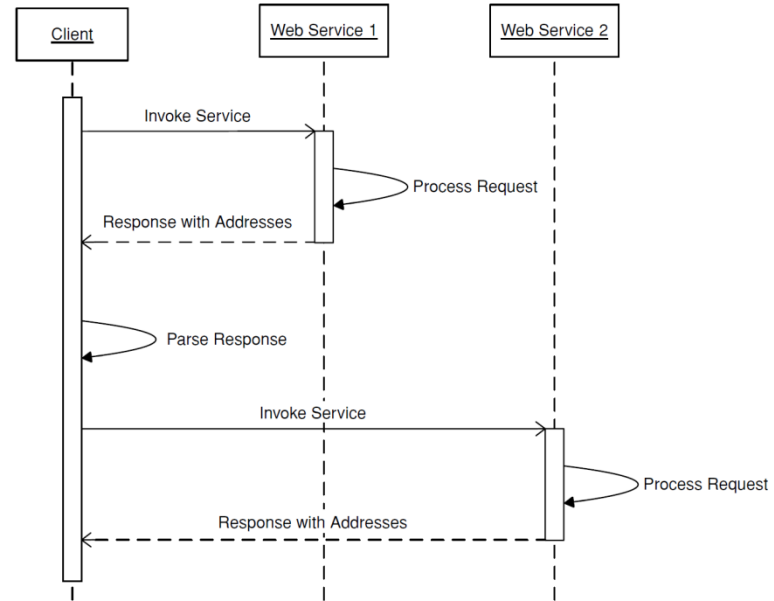 Client
Web Service 1
Web Service 2
Invoke Service
Process Request
Response with Addresses
Parse Response
Invoke Service
Process Request
Response with Addresses